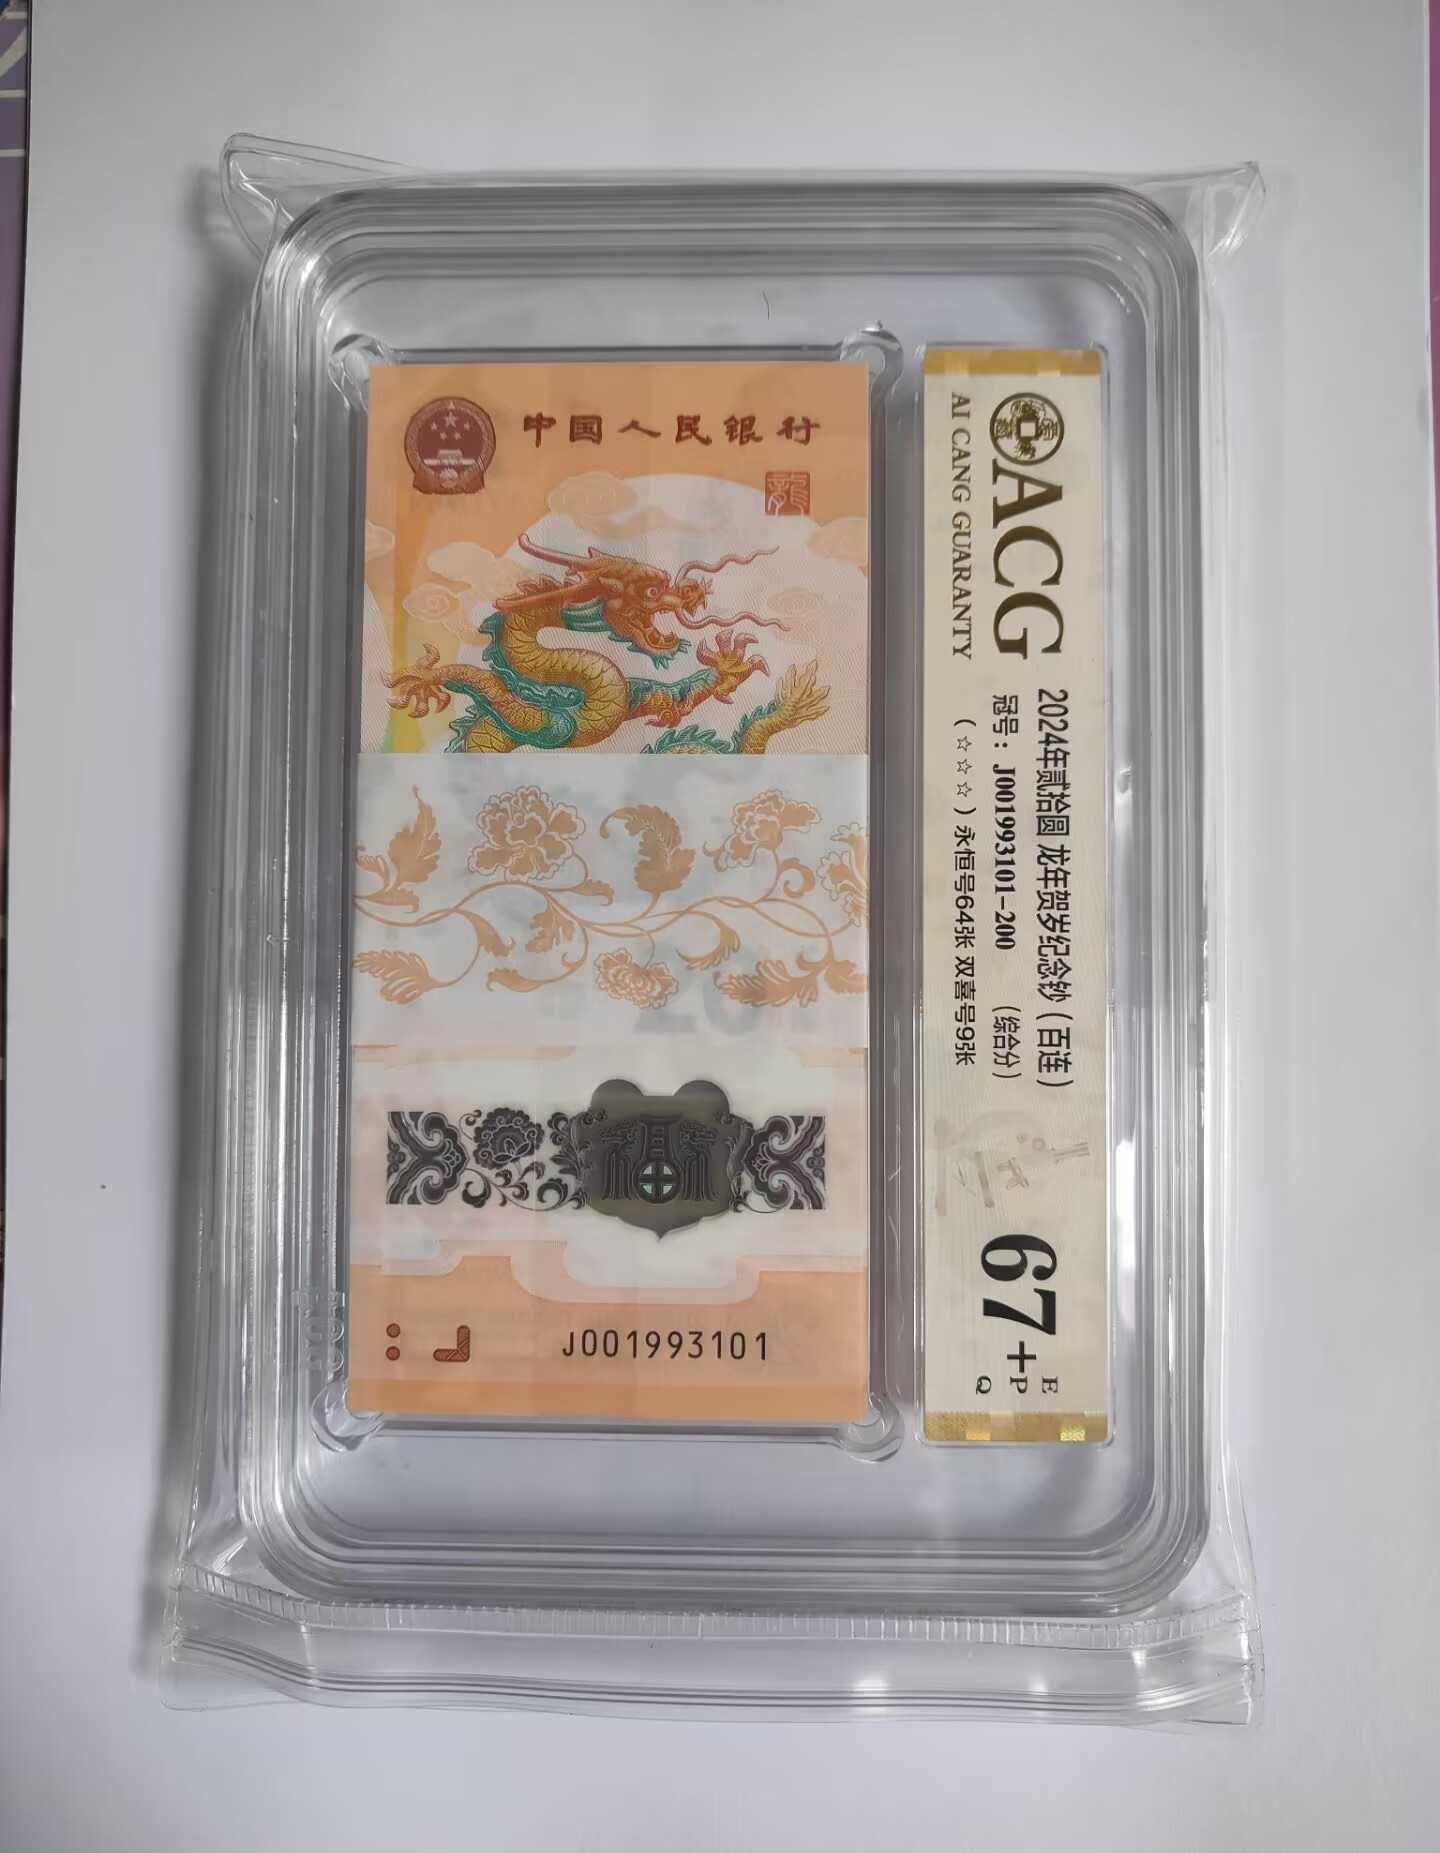 中国人民银行
龙
福
J001993101
ACG
AI CANG GUARANTY
2024年贰拾圆 龙年贺岁纪念钞（百连）
冠号：J001993101-200 （综合分）
（☆☆☆）永恒号64张 双喜号9张
67+
E
P
Q